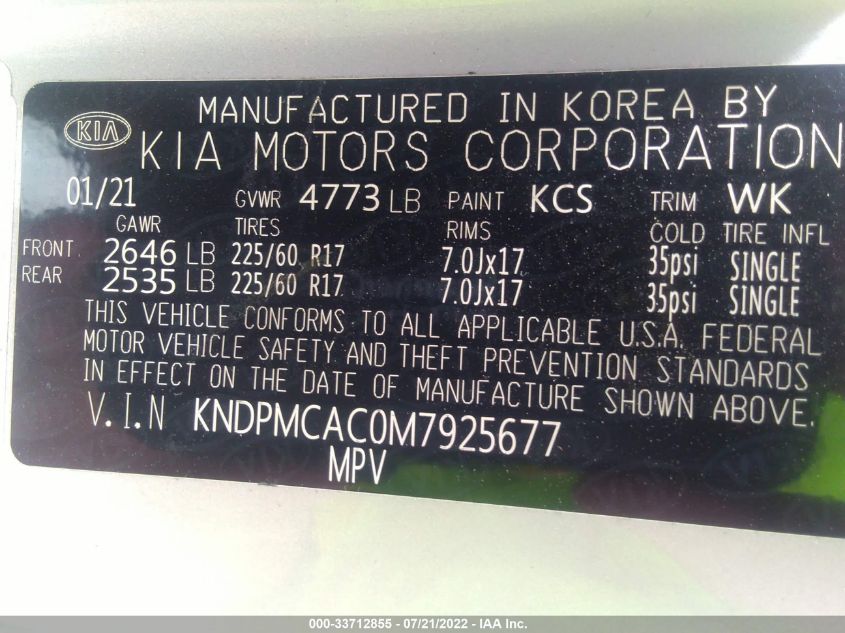 MANUFACTURED IN KOREA BY
KIA KIA MOTORS CORPORATION
01/21 GVWR 4773 LB PAINT KCS TRIM WK
GAWR TIRES RIMS COLD TIRE INFL
FRONT 2646 LB 225/60 R17 7.0Jx17 35psi SINGLE
REAR 2535 LB 225/60 R17 7.0Jx17 35psi SINGLE
THIS VEHICLE CONFORMS TO ALL APPLICABLE U.S.A. FEDERAL
MOTOR VEHICLE SAFETY AND THEFT PREVENTION STANDARDS
IN EFFECT ON THE DATE OF MANUFACTURE SHOWN ABOVE.
V.I.N KNDPMCAC0M7925677
MPV
000-33712855 - 07/21/2022 - IAA Inc.